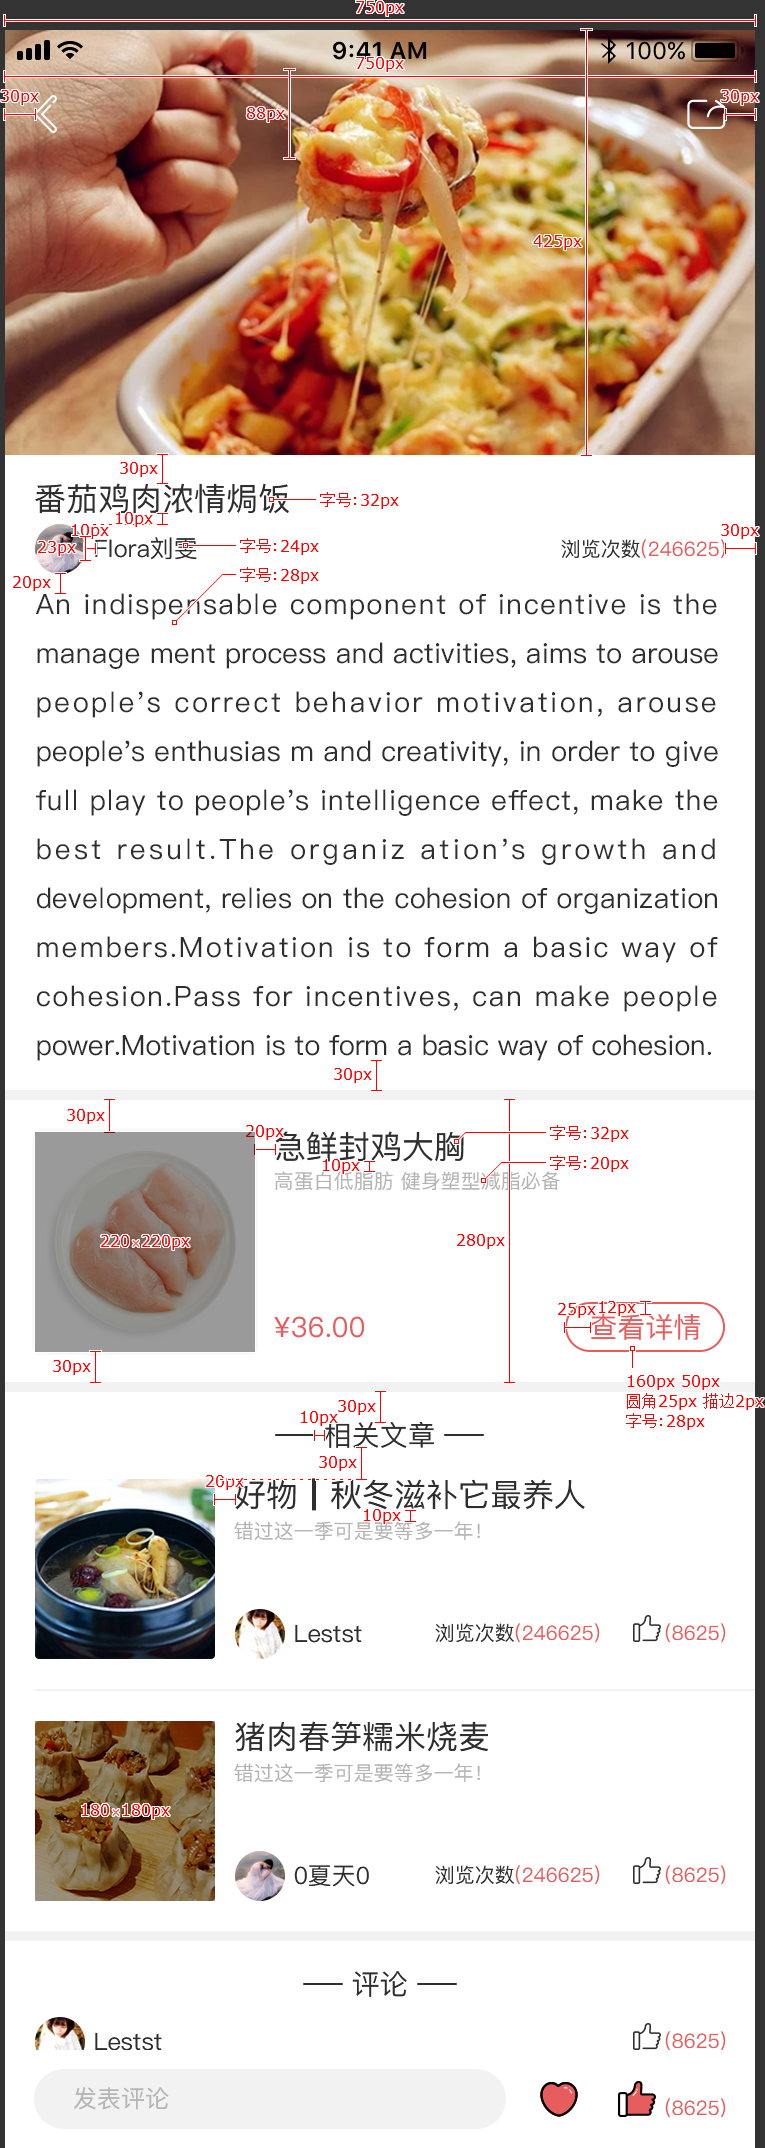 750px
9:41 AM
100%
750px
30px
30px
88px
425px
30px
番茄鸡肉浓情焗饭
字号:32px
10px
10px
30px
23px
Flora刘雯
字号:24px
浏览次数(246625)
20px
字号:28px
An indispensable component of incentive is the
manage ment process and activities, aims to arouse
people’s correct behavior motivation, arouse
people’s enthusias m and creativity, in order to give
full play to people’s intelligence effect, make the
best result.The organiz ation’s growth and
development, relies on the cohesion of organization
members.Motivation is to form a basic way of
cohesion.Pass for incentives, can make people
power.Motivation is to form a basic way of cohesion.
30px
30px
20px
急鲜封鸡大胸
字号:32px
10px
字号:20px
高蛋白低脂肪 健身塑型减脂必备
220×220px
280px
25px
12px
¥36.00
查看详情
30px
160px 50px
圆角25px 描边2px
字号:28px
30px
10px
相关文章
30px
20px
好物┃秋冬滋补它最养人
10px
错过这一季可是要等多一年!
Lestst
浏览次数(246625)
(8625)
猪肉春笋糯米烧麦
错过这一季可是要等多一年!
180×180px
0夏天0
浏览次数(246625)
(8625)
评论
Lestst
(8625)
发表评论
(8625)